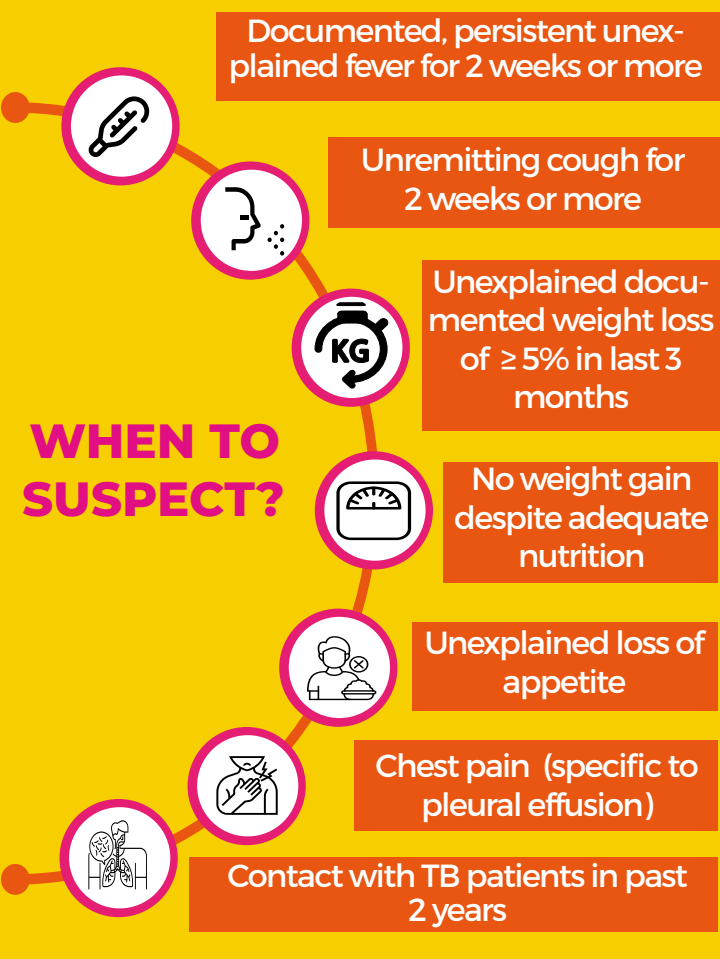 Documented, persistent unex-
plained fever for 2 weeks or more
Unremitting cough for
2 weeks or more
Unexplained docu-
mented weight loss
of ≥ 5% in last 3
months
KG
WHEN TO
SUSPECT?
No weight gain
despite adequate
nutrition
Unexplained loss of
appetite
Chest pain (specific to
pleural effusion)
Contact with TB patients in past
2 years